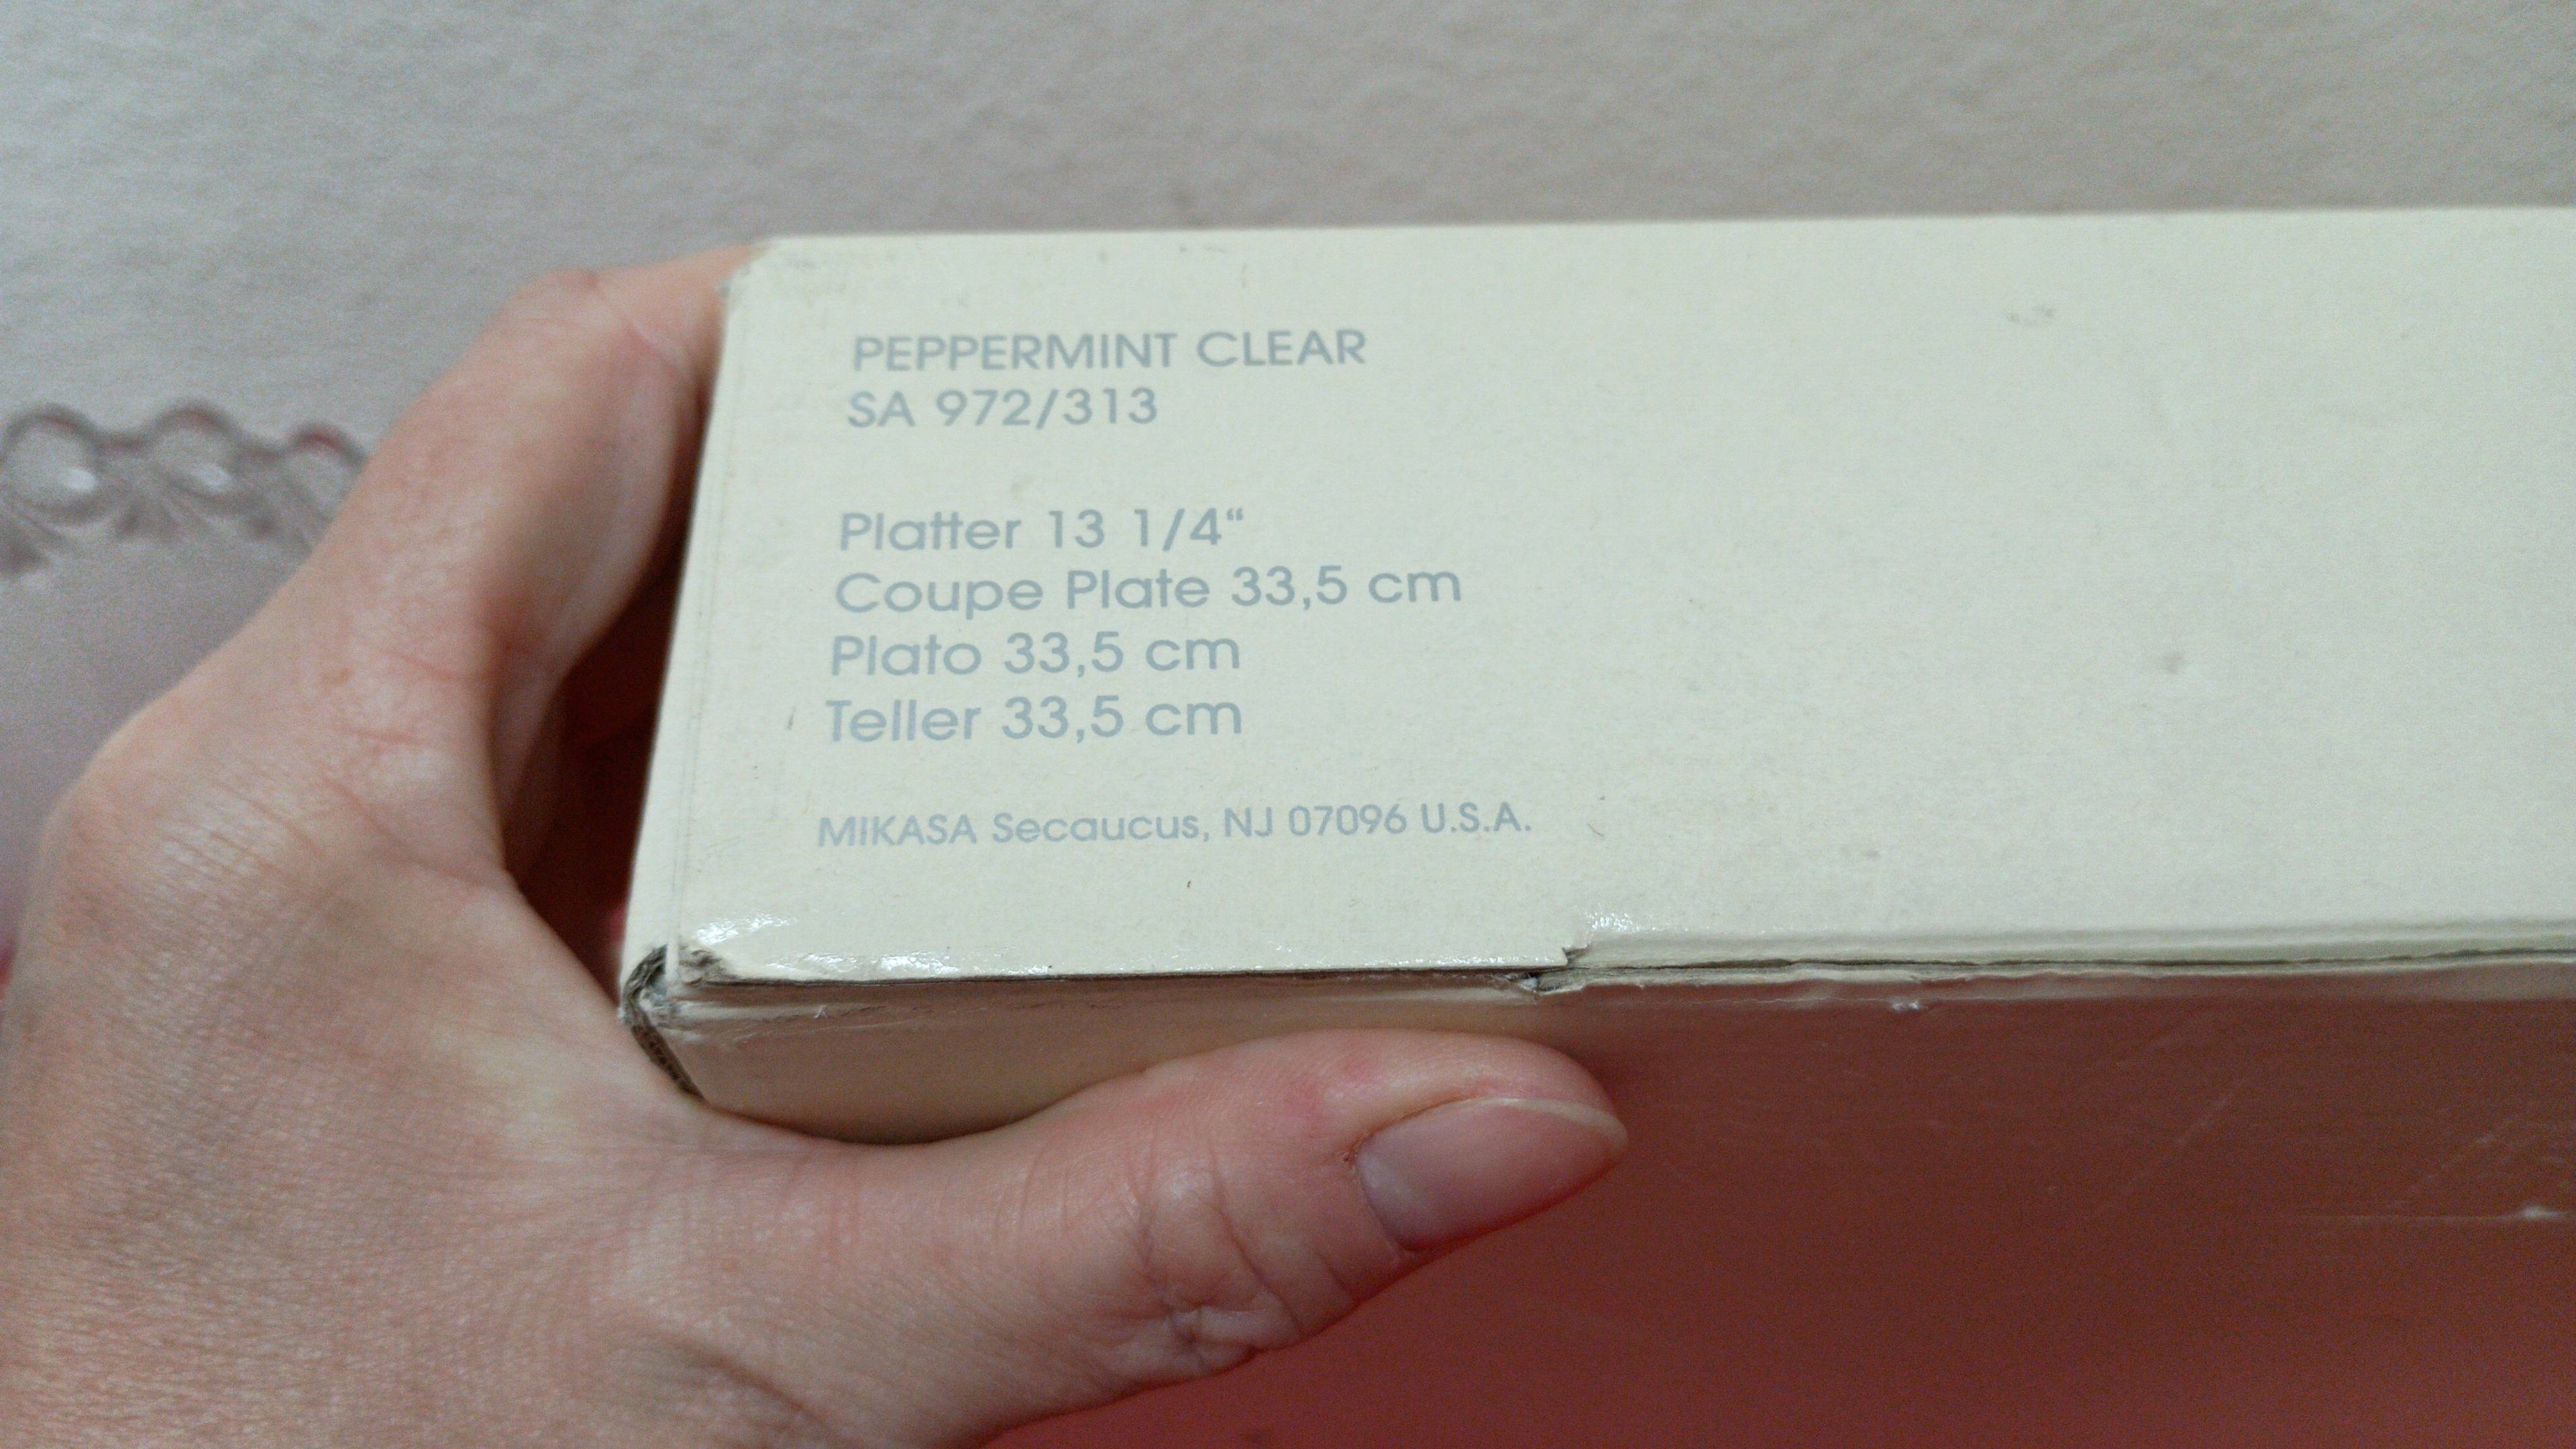 PEPPERMINT CLEAR
SA 972/313
Platter 13 1/4“
Coupe Plate 33,5 cm
Plato 33,5 cm
Teller 33,5 cm
MIKASA Secaucus, NJ 07096 U.S.A.